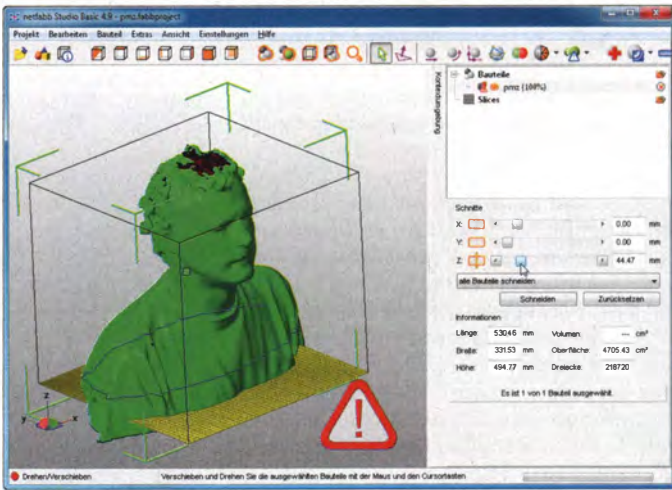 netfabb Studio Basic 4.9 - pmz.fabbproject
Projekt Bearbeiten Bauteil Extras Ansicht Einstellungen Hilfe
Kontextumgebung
Bauteile
pmz (100%)
Slices
Schnitte
X: 0.00 mm
Y: 0.00 mm
Z: 44.47 mm
alle Bauteile schneiden
Schneiden Zurücksetzen
Informationen
Länge: 530.46 mm Volumen: --- cm³
Breite: 331.53 mm Oberfläche: 4705.43 cm²
Höhe: 494.77 mm Dreiecke: 218720
Es ist 1 von 1 Bauteil ausgewählt.
z
y x
!
Drehen/Verschieben Verschieben und Drehen Sie die ausgewählten Bauteile mit der Maus und den Cursortasten